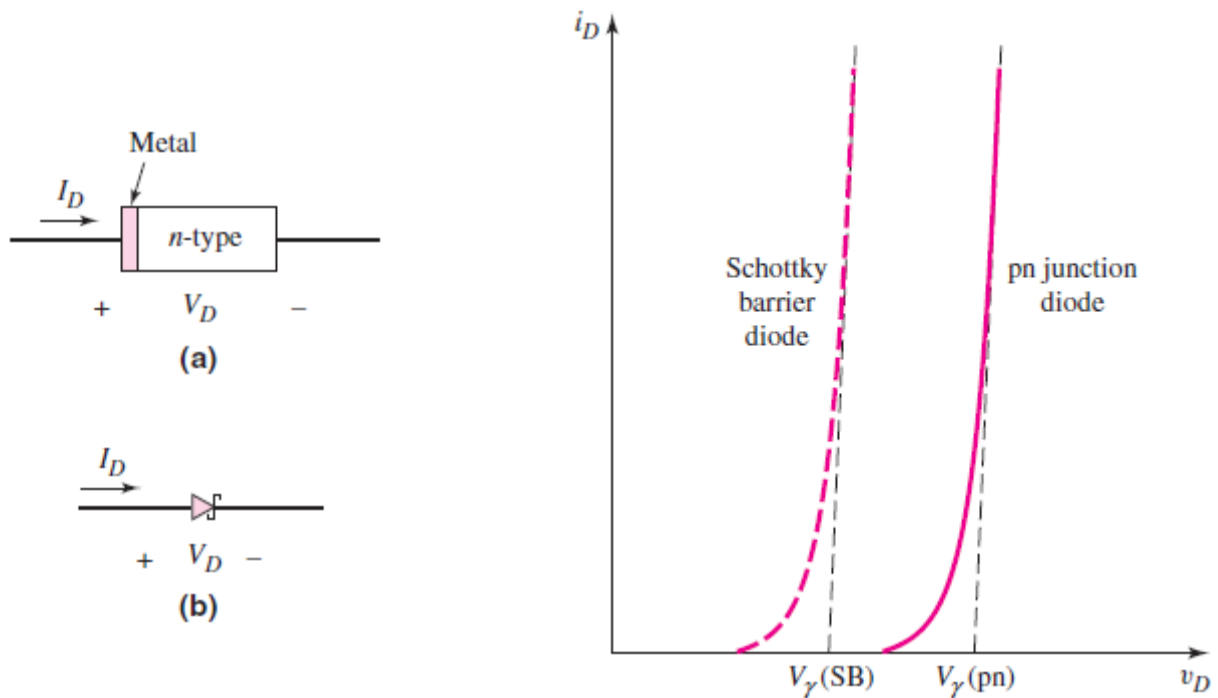 Metal
I_D
n-type
+ V_D –
(a)
I_D
+ V_D –
(b)
i_D
Schottky
barrier
diode
pn junction
diode
V_γ(SB)
V_γ(pn)
v_D